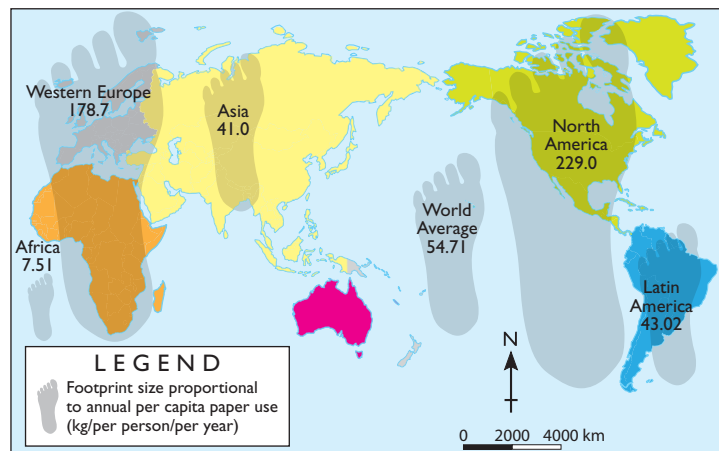 Western Europe
178.7
Asia
41.0
North
America
229.0
World
Average
54.71
Africa
7.51
Latin
America
43.02
N
LEGEND
Footprint size proportional
to annual per capita paper use
(kg/per person/per year)
0 2000 4000 km